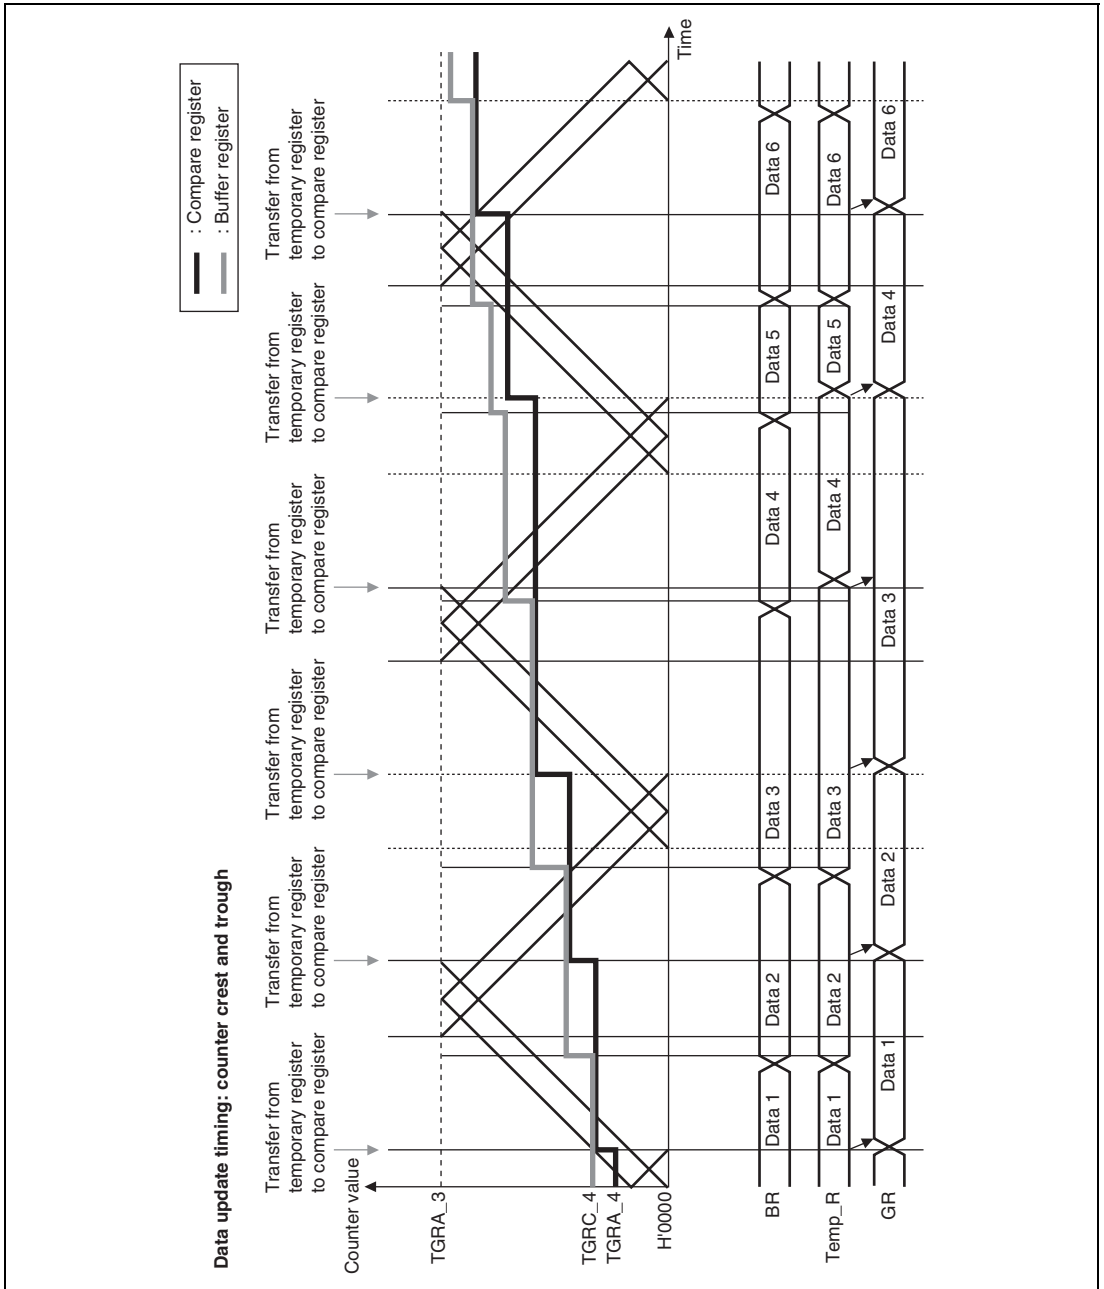 Data update timing: counter crest and trough
: Compare register
: Buffer register
Transfer from
temporary register
to compare register
Transfer from
temporary register
to compare register
Transfer from
temporary register
to compare register
Transfer from
temporary register
to compare register
Transfer from
temporary register
to compare register
Transfer from
temporary register
to compare register
Counter value
TGRA_3
TGRC_4
TGRA_4
H'0000
Time
BR
Data 1
Data 2
Data 3
Data 4
Data 5
Data 6
Temp_R
Data 1
Data 2
Data 3
Data 4
Data 5
Data 6
GR
Data 1
Data 2
Data 3
Data 4
Data 6